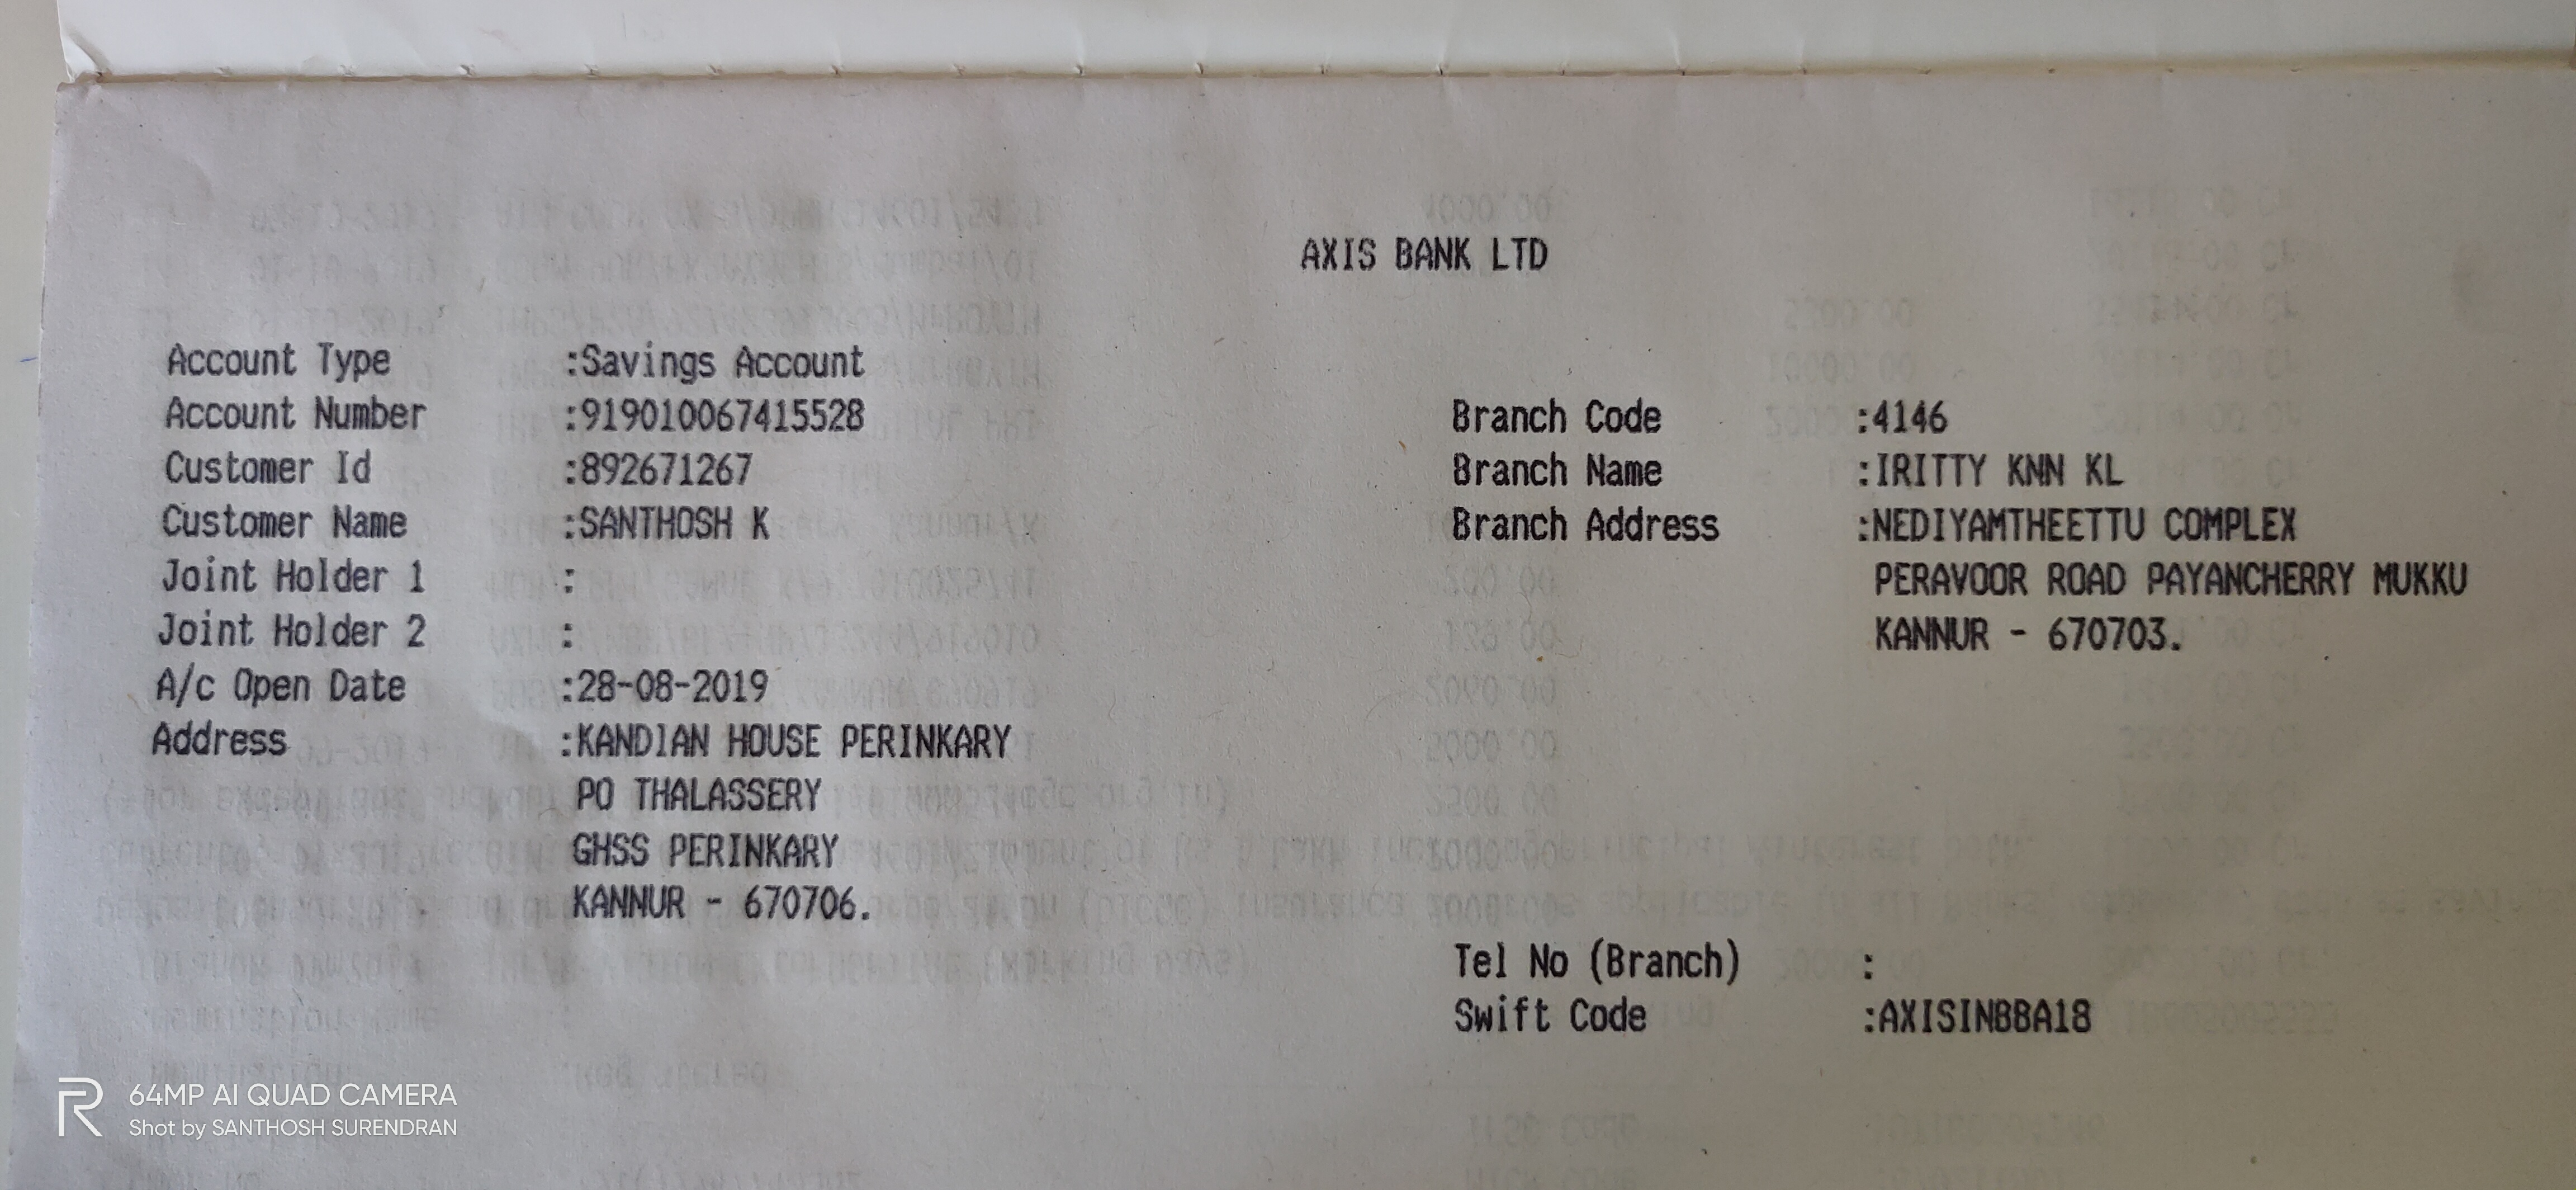 AXIS BANK LTD
Account Type :Savings Account
Account Number :919010067415528 Branch Code :4146
Customer Id :892671267 Branch Name :IRITTY KNN KL
Customer Name :SANTHOSH K Branch Address :NEDIYAMTHEETTU COMPLEX
Joint Holder 1 : PERAVOOR ROAD PAYANCHERRY MUKKU
Joint Holder 2 : KANNUR - 670703.
A/c Open Date :28-08-2019
Address :KANDIAN HOUSE PERINKARY
PO THALASSERY
GHSS PERINKARY
KANNUR - 670706.
Tel No (Branch) :
Swift Code :AXISINBBA18
64MP AI QUAD CAMERA
Shot by SANTHOSH SURENDRAN